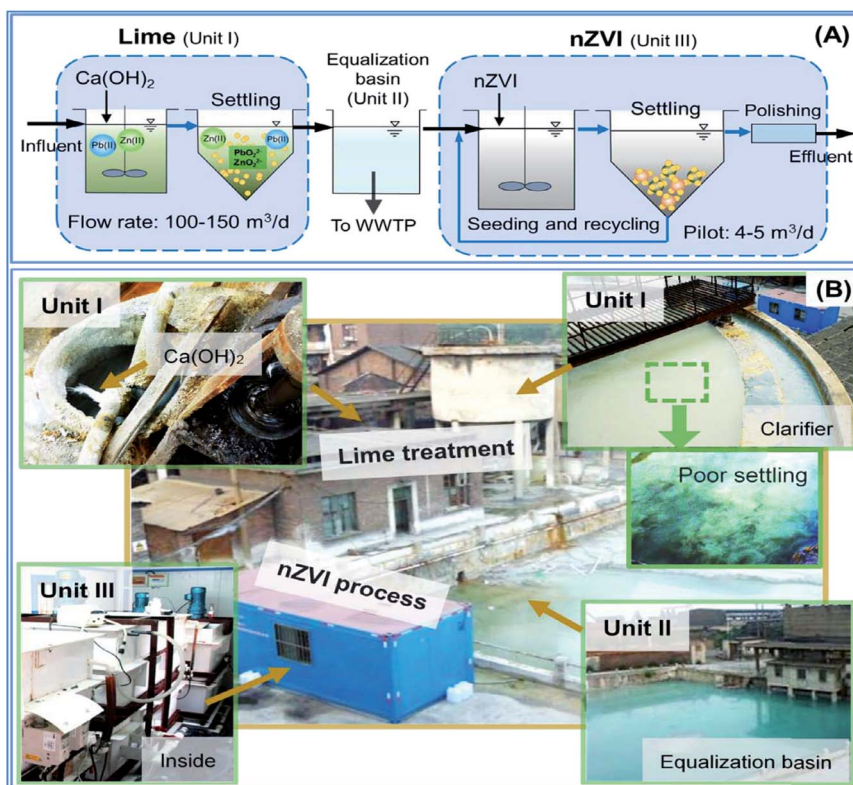 Lime (Unit I)
nZVI (Unit III)
(A)
Ca(OH)₂
Equalization
basin
(Unit II)
nZVI
Settling
Settling
Polishing
Influent
Pb(II)
Zn(II)
Zn(II)
Pb(II)
PbO₂²⁻
ZnO₂²⁻
Effluent
Flow rate: 100-150 m³/d
To WWTP
Seeding and recycling
Pilot: 4-5 m³/d
(B)
Unit I
Ca(OH)₂
Unit I
Clarifier
Lime treatment
Poor settling
nZVI process
Unit III
Inside
Unit II
Equalization basin